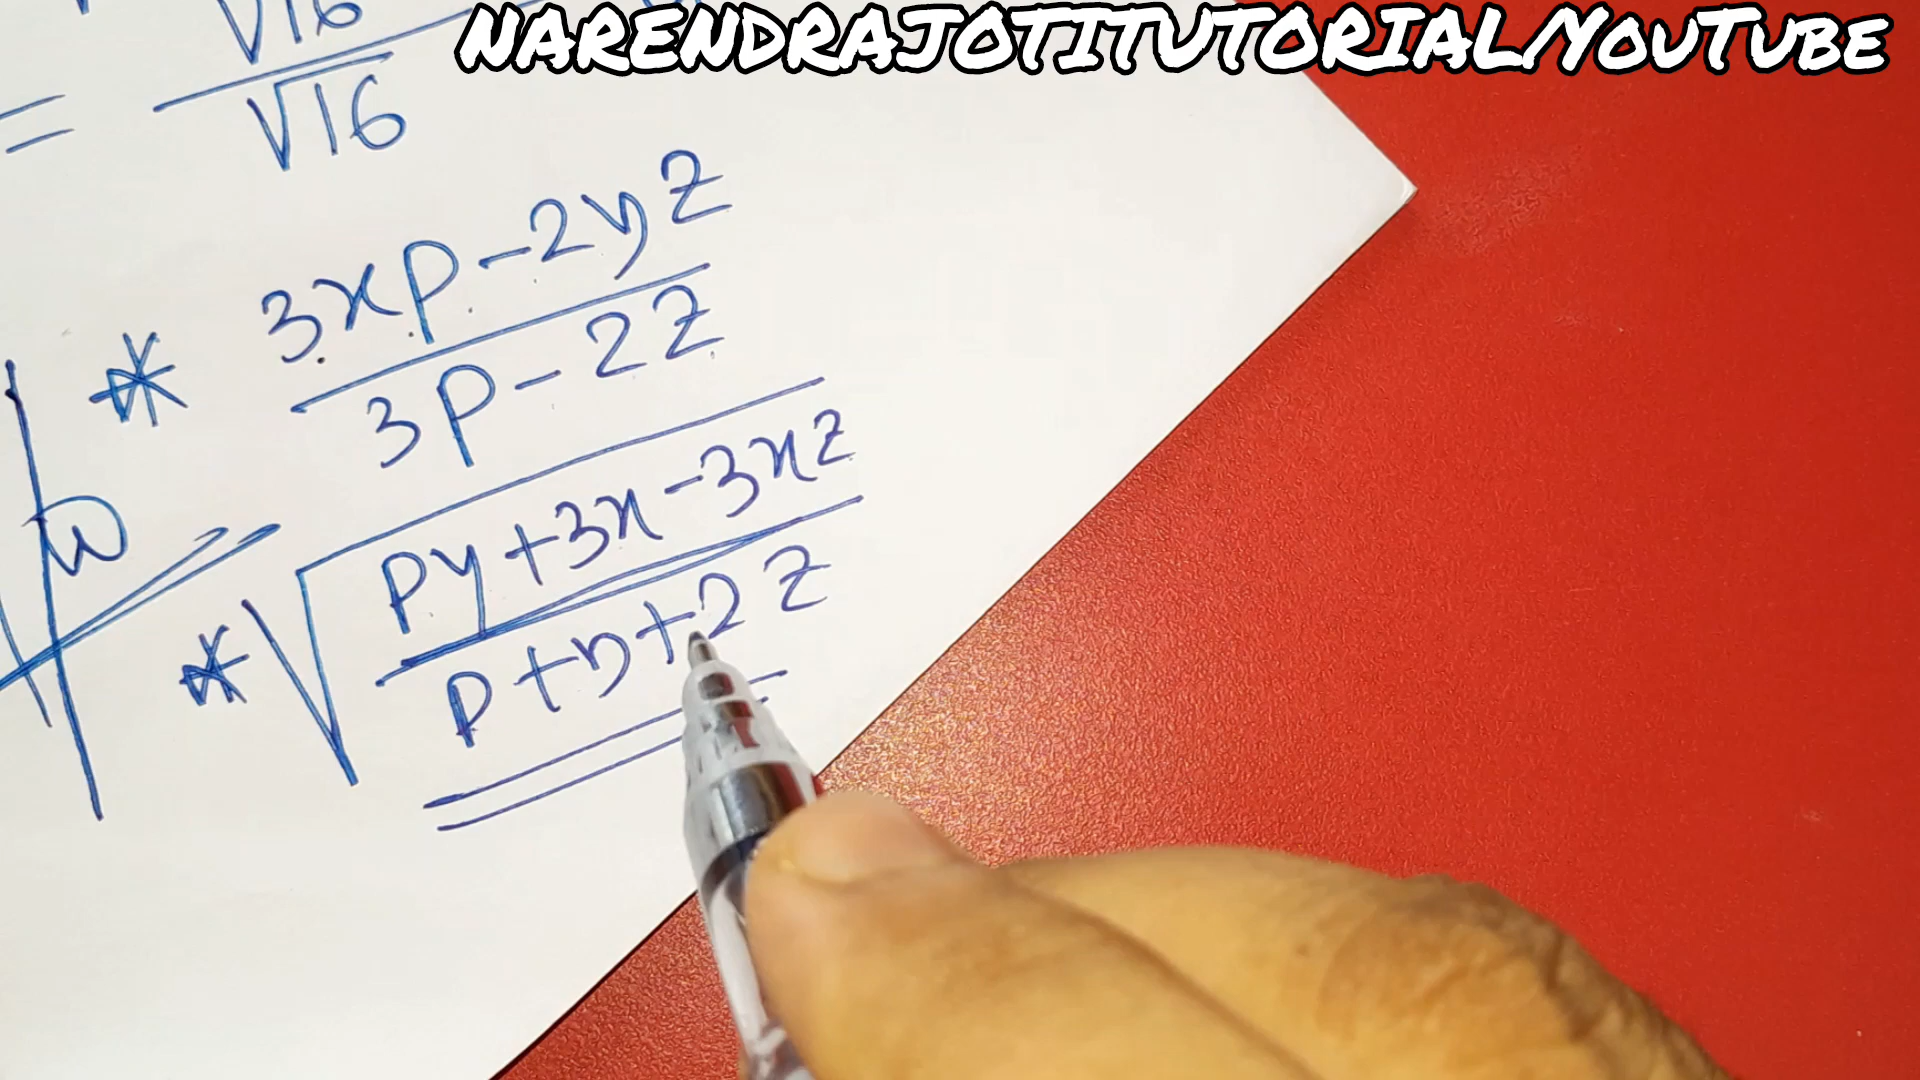 NARENDRAJOTITUTORIAL/YouTube
√16
= √16
* 3xp-2yz
3p-2z
* √py+3x-3xz
p+y+2z